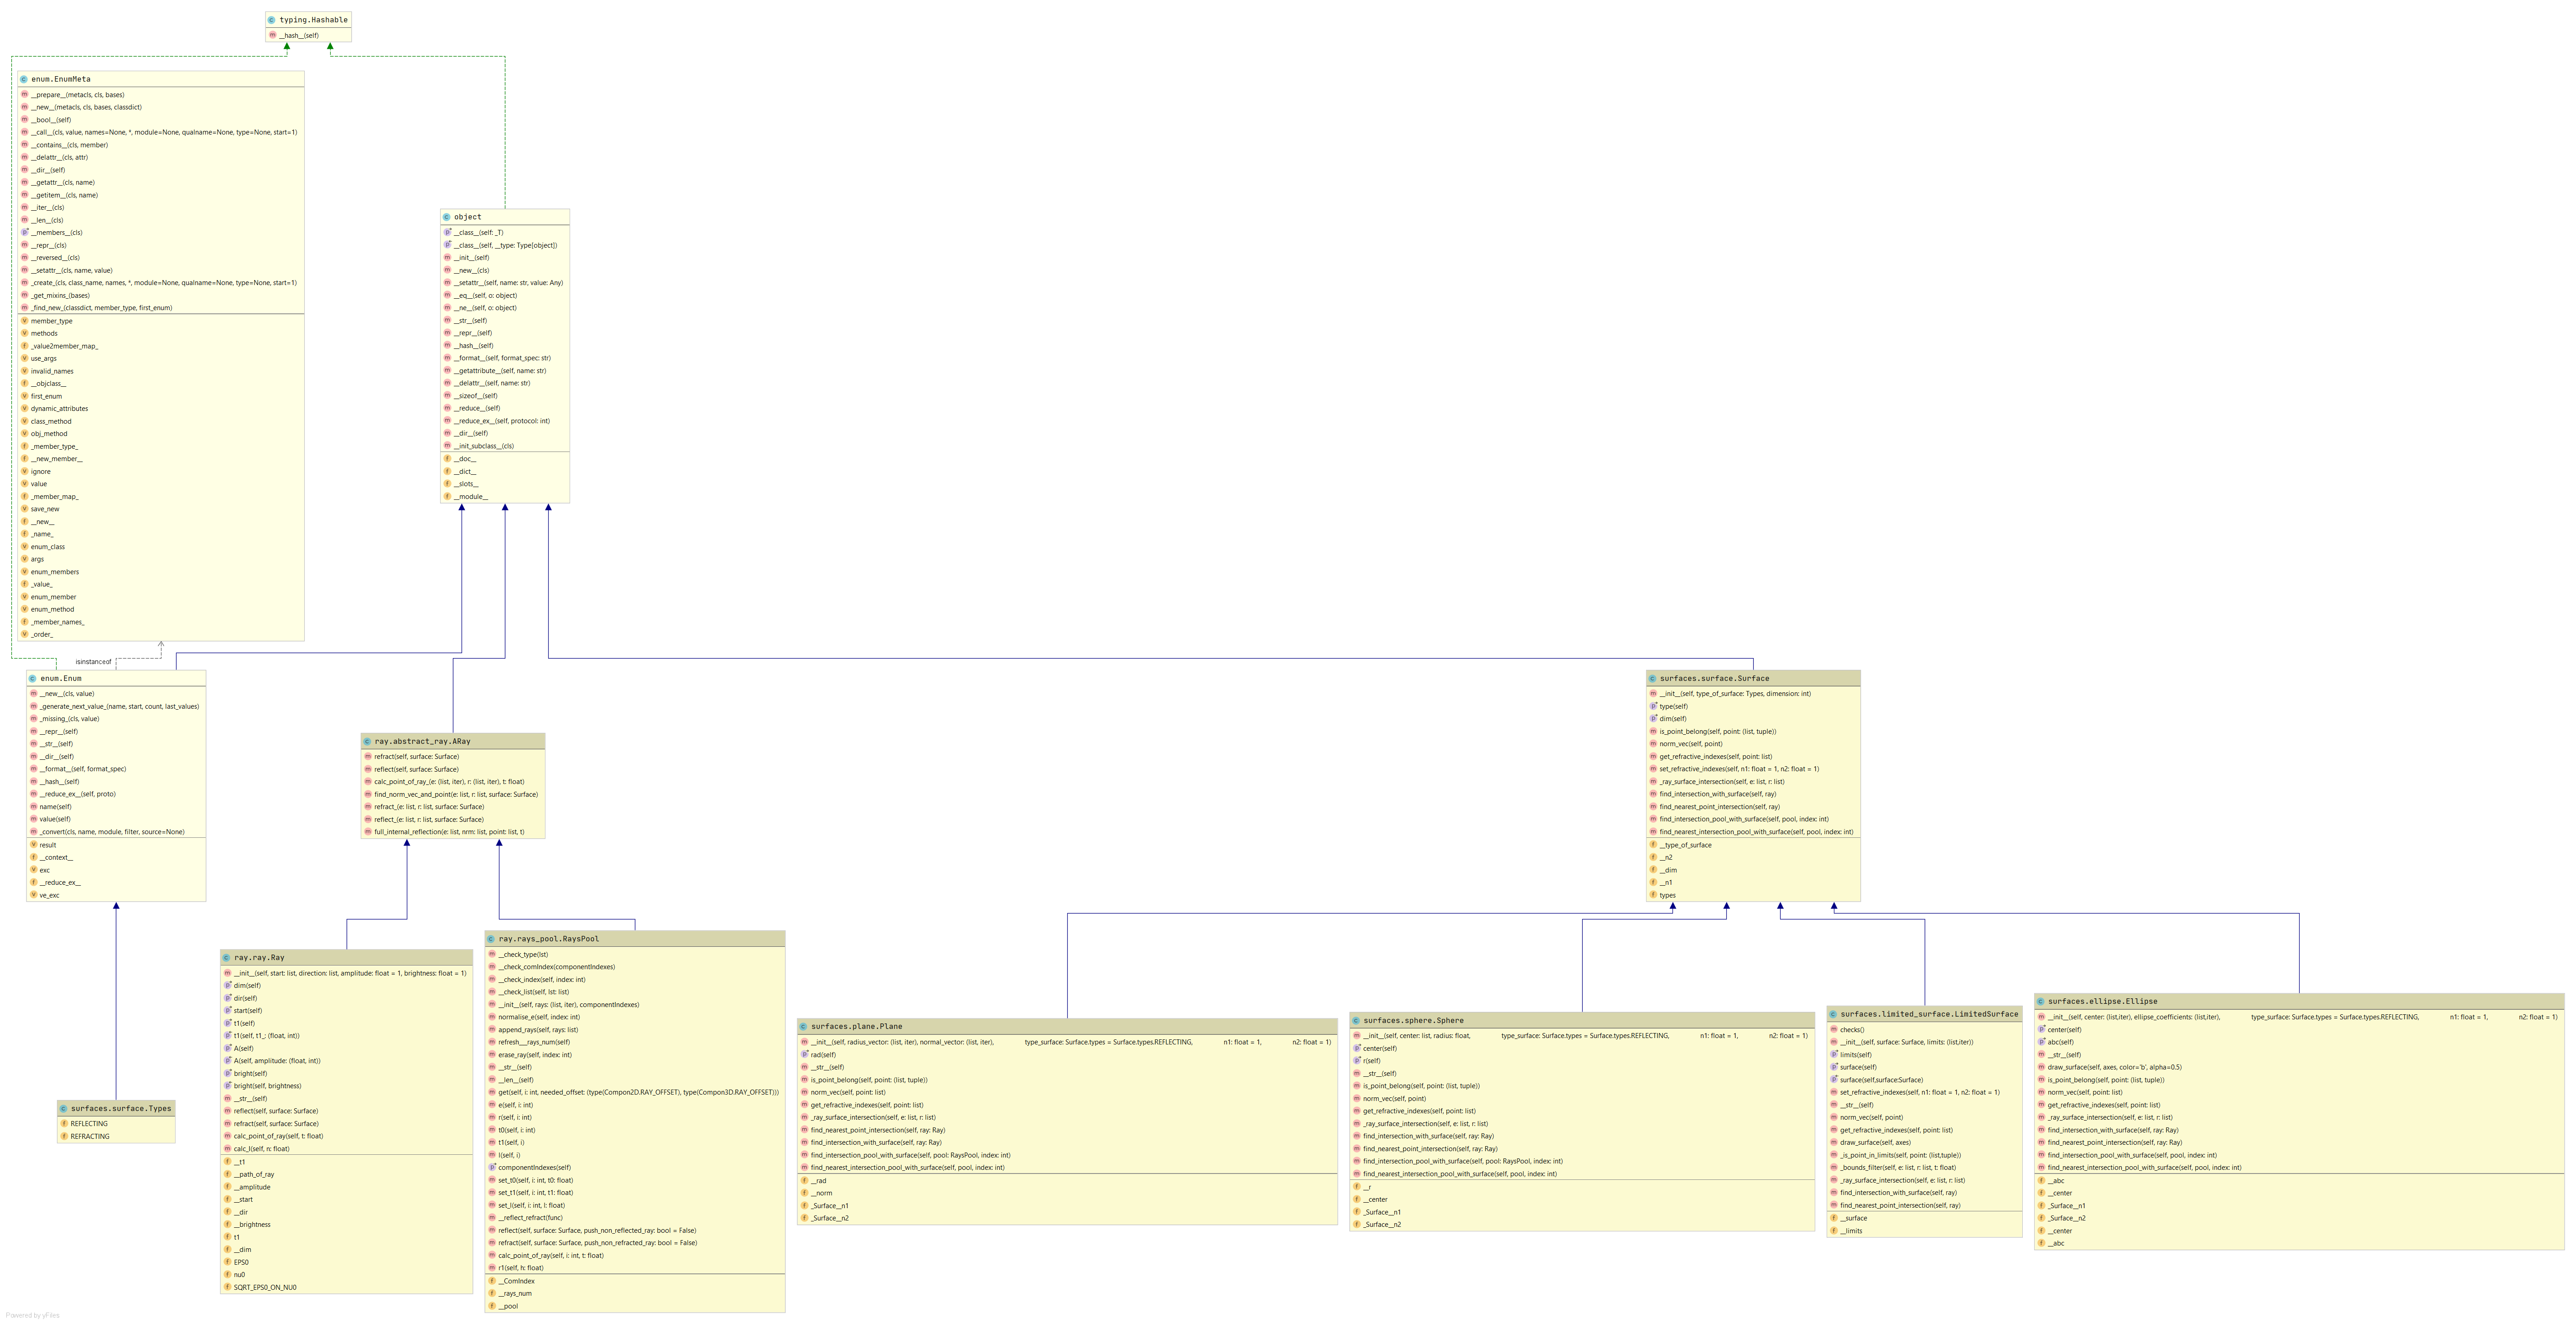 typing.Hashable
__hash__(self)
enum.EnumMeta
__prepare__(metacls, cls, bases)
__new__(metacls, cls, bases, classdict)
__bool__(self)
__call__(cls, value, names=None, *, module=None, qualname=None, type=None, start=1)
__contains__(cls, member)
__delattr__(cls, attr)
__dir__(self)
__getattr__(cls, name)
__getitem__(cls, name)
__iter__(cls)
__len__(cls)
__members__(cls)
__repr__(cls)
__reversed__(cls)
__setattr__(cls, name, value)
_create_(cls, class_name, names, *, module=None, qualname=None, type=None, start=1)
_get_mixins_(bases)
_find_new_(classdict, member_type, first_enum)
member_type
methods
_value2member_map_
use_args
invalid_names
__objclass__
first_enum
dynamic_attributes
class_method
obj_method
_member_type_
__new_member__
ignore
value
_member_map_
save_new
__new__
_name_
enum_class
args
enum_members
_value_
enum_member
enum_method
_member_names_
_order_
object
__class__(self: _T)
__class__(self, __type: Type[object])
__init__(self)
__new__(cls)
__setattr__(self, name: str, value: Any)
__eq__(self, o: object)
__ne__(self, o: object)
__str__(self)
__repr__(self)
__hash__(self)
__format__(self, format_spec: str)
__getattribute__(self, name: str)
__delattr__(self, name: str)
__sizeof__(self)
__reduce__(self)
__reduce_ex__(self, protocol: int)
__dir__(self)
__init_subclass__(cls)
__doc__
__dict__
__slots__
__module__
isinstanceof
enum.Enum
__new__(cls, value)
_generate_next_value_(name, start, count, last_values)
_missing_(cls, value)
__repr__(self)
__str__(self)
__dir__(self)
__format__(self, format_spec)
__hash__(self)
__reduce_ex__(self, proto)
name(self)
value(self)
_convert(cls, name, module, filter, source=None)
result
__context__
exc
__reduce_ex__
ve_exc
ray.abstract_ray.ARay
refract(self, surface: Surface)
reflect(self, surface: Surface)
calc_point_of_ray_(e: (list, iter), r: (list, iter), t: float)
find_norm_vec_and_point(e: list, r: list, surface: Surface)
refract_(e: list, r: list, surface: Surface)
reflect_(e: list, r: list, surface: Surface)
full_internal_reflection(e: list, nrm: list, point: list, t)
surfaces.surface.Surface
__init__(self, type_of_surface: Types, dimension: int)
type(self)
dim(self)
is_point_belong(self, point: (list, tuple))
norm_vec(self, point)
get_refractive_indexes(self, point: list)
set_refractive_indexes(self, n1: float = 1, n2: float = 1)
_ray_surface_intersection(self, e: list, r: list)
find_intersection_with_surface(self, ray)
find_nearest_point_intersection(self, ray)
find_intersection_pool_with_surface(self, pool, index: int)
find_nearest_intersection_pool_with_surface(self, pool, index: int)
__type_of_surface
__n2
__dim
__n1
types
surfaces.surface.Types
REFLECTING
REFRACTING
ray.ray.Ray
__init__(self, start: list, direction: list, amplitude: float = 1, brightness: float = 1)
dim(self)
dir(self)
start(self)
t1(self)
t1(self, t1_: (float, int))
A(self)
A(self, amplitude: (float, int))
bright(self)
bright(self, brightness)
__str__(self)
reflect(self, surface: Surface)
refract(self, surface: Surface)
calc_point_of_ray(self, t: float)
calc_l(self, n: float)
__t1
__path_of_ray
__amplitude
__start
__dir
__brightness
t1
__dim
EPS0
nu0
SQRT_EPS0_ON_NU0
ray.rays_pool.RaysPool
__check_type(lst)
__check_comIndex(componentIndexes)
__check_index(self, index: int)
__check_list(self, lst: list)
__init__(self, rays: (list, iter), componentIndexes)
normalise_e(self, index: int)
append_rays(self, rays: list)
refresh___rays_num(self)
erase_ray(self, index: int)
__str__(self)
__len__(self)
get(self, i: int, needed_offset: (type(Compon2D.RAY_OFFSET), type(Compon3D.RAY_OFFSET)))
e(self, i: int)
r(self, i: int)
t0(self, i: int)
t1(self, i)
l(self, i)
componentIndexes(self)
set_t0(self, i: int, t0: float)
set_t1(self, i: int, t1: float)
set_l(self, i: int, l: float)
__reflect_refract(func)
reflect(self, surface: Surface, push_non_reflected_ray: bool = False)
refract(self, surface: Surface, push_non_refracted_ray: bool = False)
calc_point_of_ray(self, i: int, t: float)
r1(self, h: float)
__ComIndex
__rays_num
__pool
surfaces.plane.Plane
__init__(self, radius_vector: (list, iter), normal_vector: (list, iter), type_surface: Surface.types = Surface.types.REFLECTING, n1: float = 1, n2: float = 1)
rad(self)
__str__(self)
is_point_belong(self, point: (list, tuple))
norm_vec(self, point: list)
get_refractive_indexes(self, point: list)
_ray_surface_intersection(self, e: list, r: list)
find_nearest_point_intersection(self, ray: Ray)
find_intersection_with_surface(self, ray: Ray)
find_intersection_pool_with_surface(self, pool: RaysPool, index: int)
find_nearest_intersection_pool_with_surface(self, pool, index: int)
__rad
__norm
_Surface__n1
_Surface__n2
surfaces.sphere.Sphere
__init__(self, center: list, radius: float, type_surface: Surface.types = Surface.types.REFLECTING, n1: float = 1, n2: float = 1)
center(self)
r(self)
__str__(self)
is_point_belong(self, point: (list, tuple))
norm_vec(self, point)
get_refractive_indexes(self, point: list)
_ray_surface_intersection(self, e: list, r: list)
find_intersection_with_surface(self, ray: Ray)
find_nearest_point_intersection(self, ray: Ray)
find_intersection_pool_with_surface(self, pool: RaysPool, index: int)
find_nearest_intersection_pool_with_surface(self, pool, index: int)
__r
__center
_Surface__n1
_Surface__n2
surfaces.limited_surface.LimitedSurface
checks()
__init__(self, surface: Surface, limits: (list,iter))
limits(self)
surface(self)
surface(self,surface:Surface)
set_refractive_indexes(self, n1: float = 1, n2: float = 1)
__str__(self)
norm_vec(self, point)
get_refractive_indexes(self, point: list)
draw_surface(self, axes)
_is_point_in_limits(self, point: (list,tuple))
_bounds_filter(self, e: list, r: list, t: float)
_ray_surface_intersection(self, e: list, r: list)
find_intersection_with_surface(self, ray)
find_nearest_point_intersection(self, ray)
__surface
__limits
surfaces.ellipse.Ellipse
__init__(self, center: (list,iter), ellipse_coefficients: (list,iter), type_surface: Surface.types = Surface.types.REFLECTING, n1: float = 1, n2: float = 1)
center(self)
abc(self)
__str__(self)
draw_surface(self, axes, color='b', alpha=0.5)
is_point_belong(self, point: (list, tuple))
norm_vec(self, point: list)
get_refractive_indexes(self, point: list)
_ray_surface_intersection(self, e: list, r: list)
find_intersection_with_surface(self, ray: Ray)
find_nearest_point_intersection(self, ray: Ray)
find_intersection_pool_with_surface(self, pool, index: int)
find_nearest_intersection_pool_with_surface(self, pool, index: int)
__abc
__center
_Surface__n1
_Surface__n2
__center
__abc
Powered by yFiles